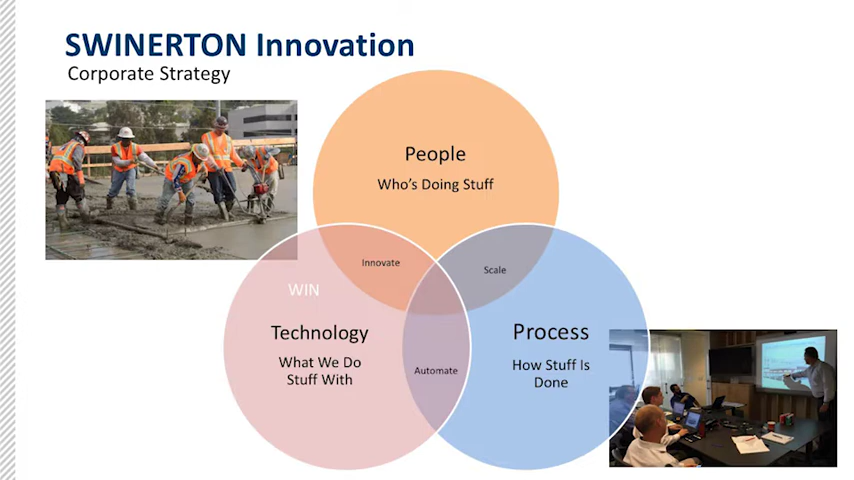 SWINERTON Innovation
Corporate Strategy
People
Who's Doing Stuff
Innovate
Scale
WIN
Technology
What We Do
Stuff With
Automate
Process
How Stuff Is
Done